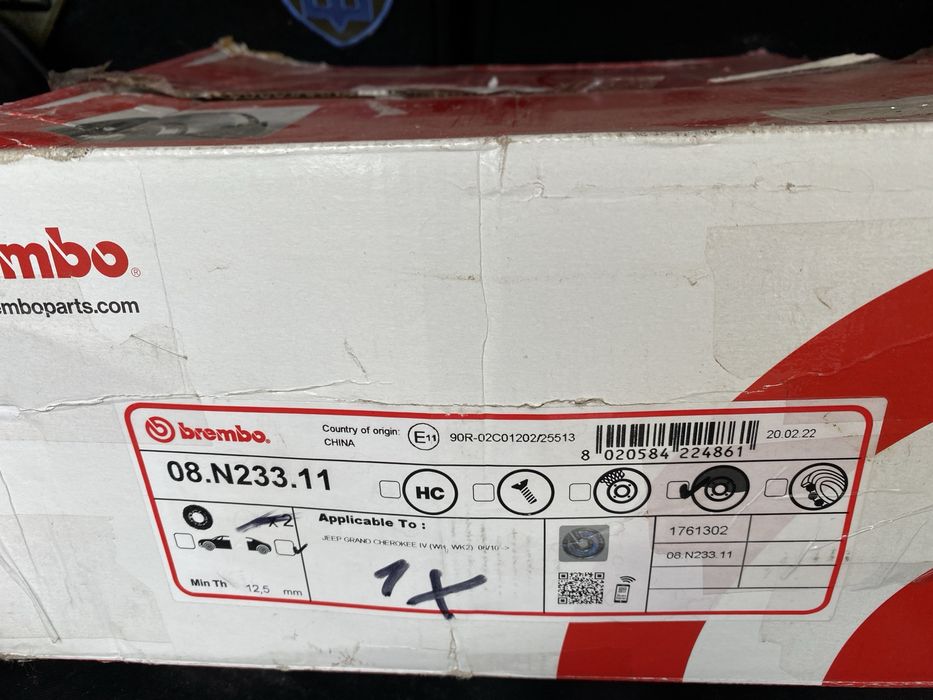 mbo®
mboparts.com
brembo®
Country of origin:
CHINA
E11
90R-02C01202/25513
8 020584 224861
20.02.22
08.N233.11
HC
x2
Applicable To :
JEEP GRAND CHEROKEE IV (WH, WK2) 06/10->
1X
Min Th 12,5 mm
1761302
08.N233.11